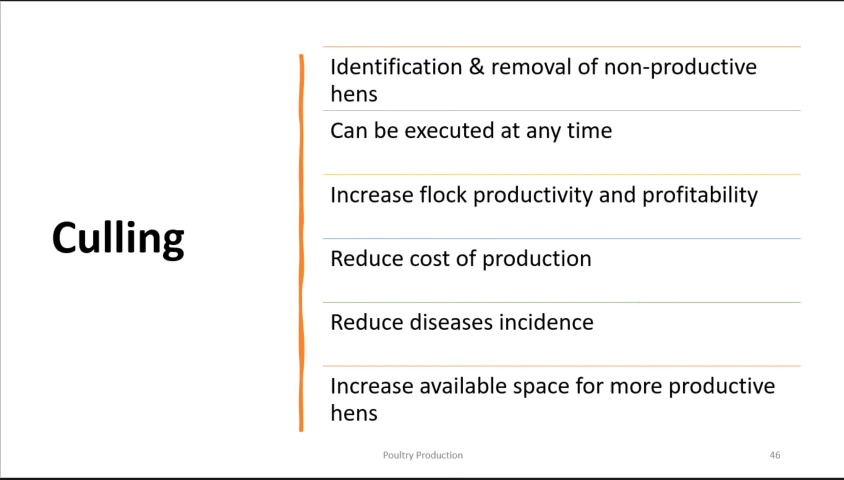 Culling
Identification & removal of non-productive
hens
Can be executed at any time
Increase flock productivity and profitability
Reduce cost of production
Reduce diseases incidence
Increase available space for more productive
hens
Poultry Production
46